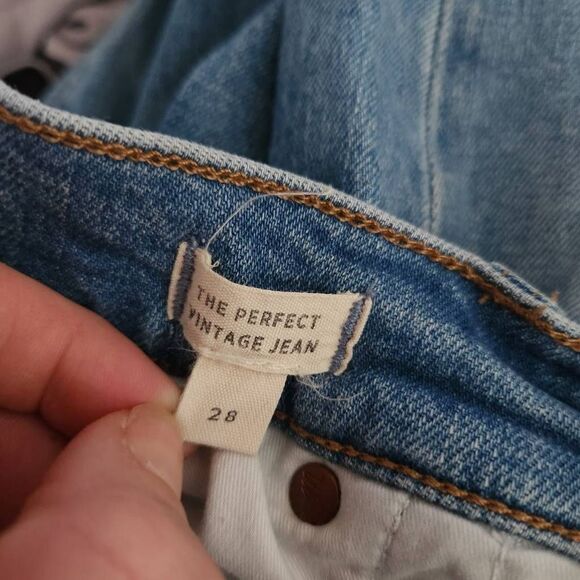 THE PERFECT
VINTAGE JEAN
28